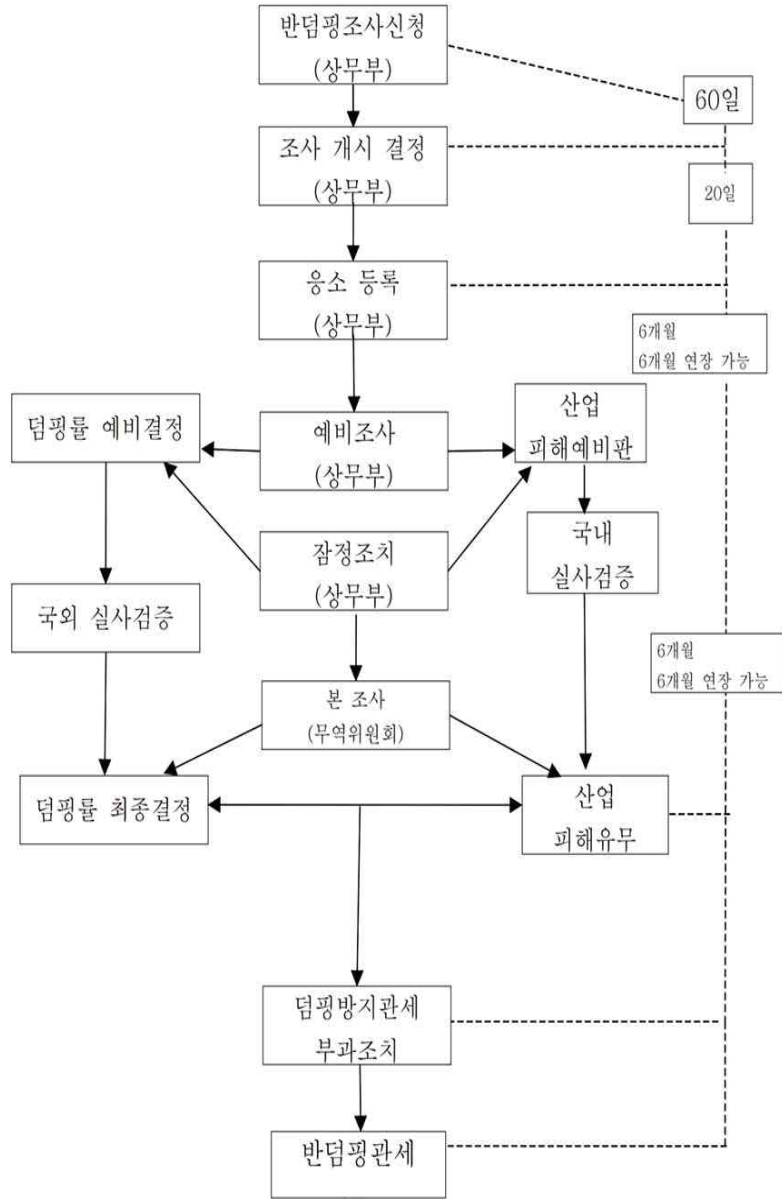 반덤핑조사신청
(상무부)
60일
조사 개시 결정
(상무부)
20일
응소 등록
(상무부)
6개월
6개월 연장 가능
덤핑률 예비결정
예비조사
(상무부)
산업
피해예비판
잠정조치
(상무부)
국내
실사검증
국외 실사검증
6개월
6개월 연장 가능
본 조사
(무역위원회)
덤핑률 최종결정
산업
피해유무
덤핑방지관세
부과조치
반덤핑관세